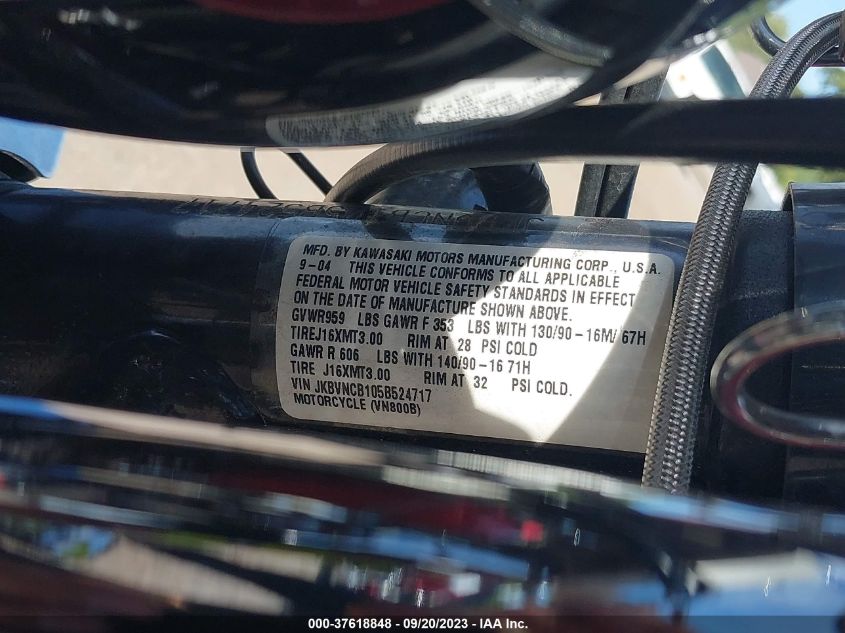 MFD. BY KAWASAKI MOTORS MANUFACTURING CORP., U.S.A.
9-04 THIS VEHICLE CONFORMS TO ALL APPLICABLE
FEDERAL MOTOR VEHICLE SAFETY STANDARDS IN EFFECT
ON THE DATE OF MANUFACTURE SHOWN ABOVE.
GVWR959 LBS GAWR F 353 LBS WITH 130/90-16M/ 67H
TIREJ16XMT3.00 RIM AT 28 PSI COLD
GAWR R 606 LBS WITH 140/90-16 71H
TIRE J16XMT3.00 RIM AT 32 PSI COLD.
VIN JKBVNCB105B524717
MOTORCYCLE (VN800B)
000-37618848 - 09/20/2023 - IAA Inc.